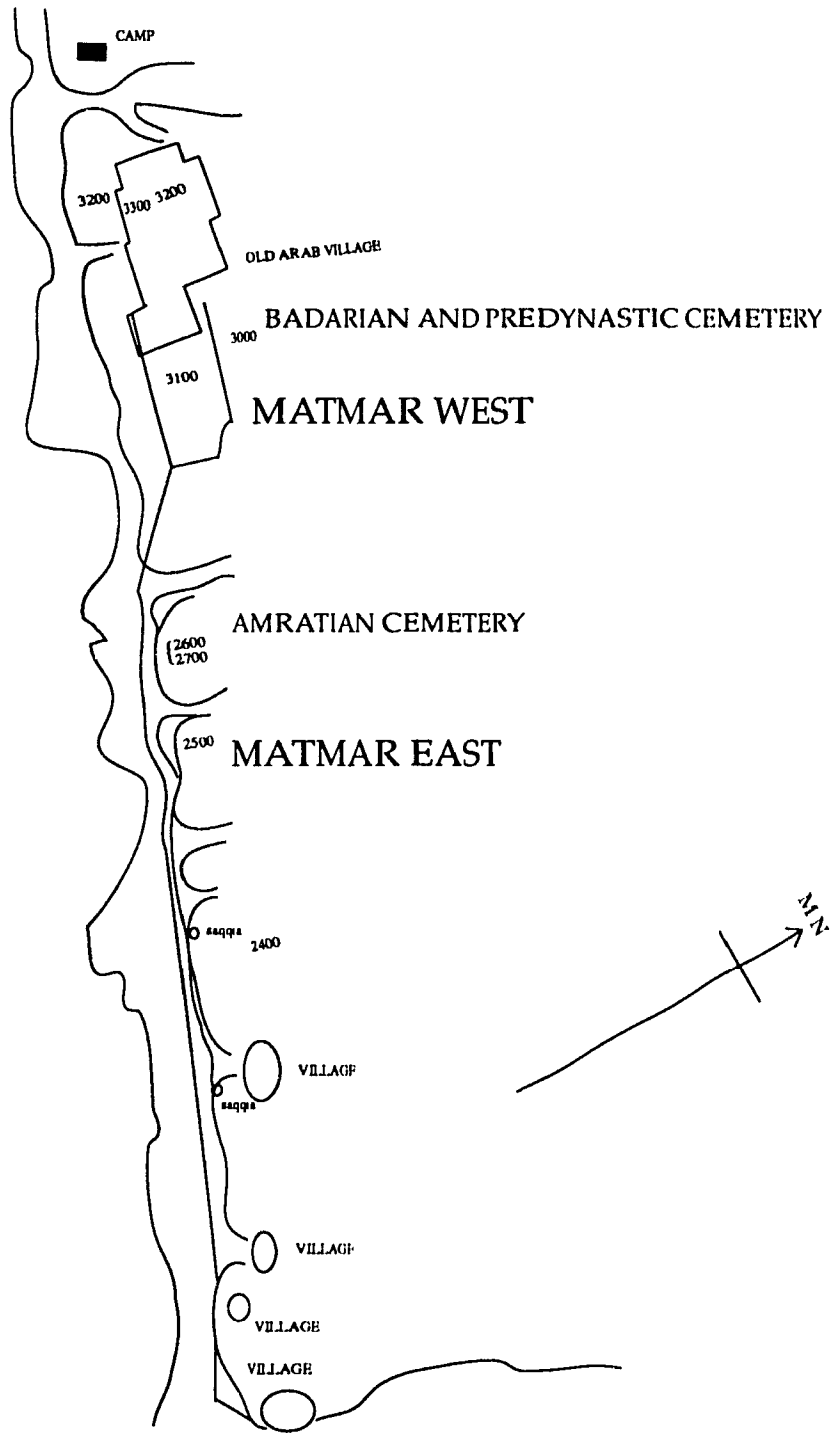 CAMP
3200
3300
3200
OLD ARAB VILLAGE
3000
BADARIAN AND PREDYNASTIC CEMETERY
3100
MATMAR WEST
AMRATIAN CEMETERY
2600
2700
2500
MATMAR EAST
MN
saqqia
2400
VILLAGE
saqqia
VILLAGE
VILLAGE
VILLAGE